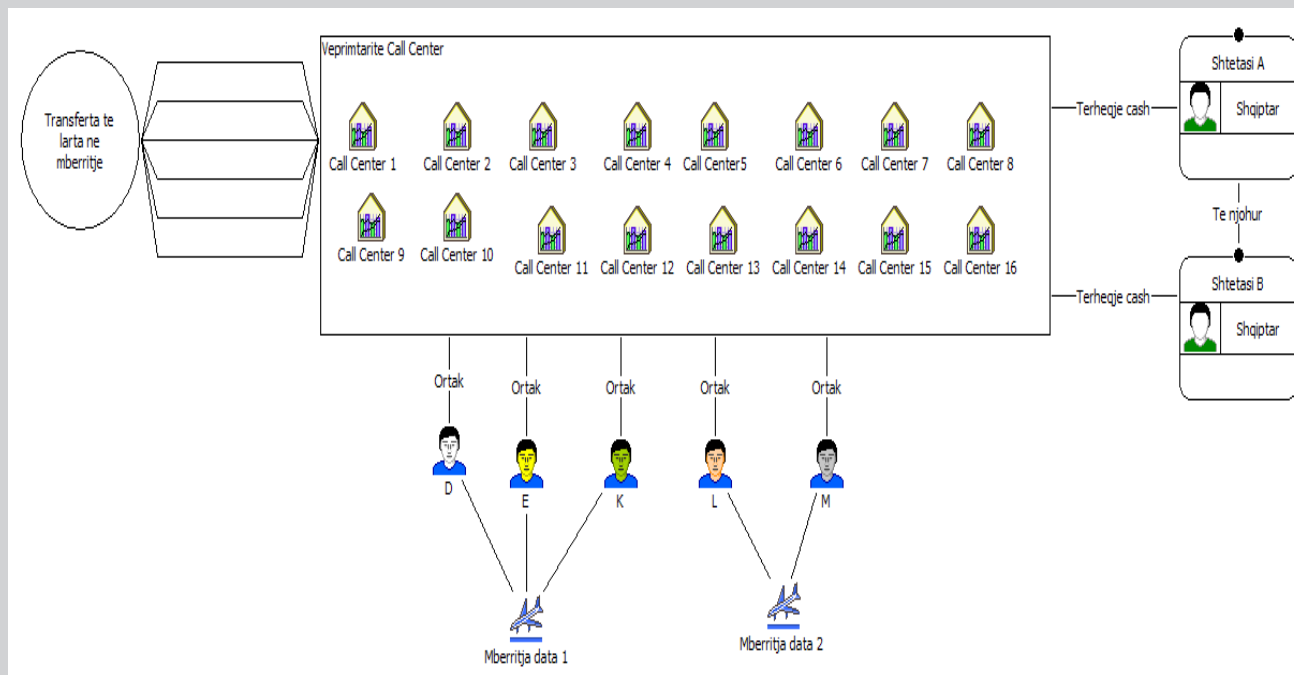 Veprimtarite Call Center
Transferta te
larta ne
mberritje
Call Center 1
Call Center 2
Call Center 3
Call Center 4
Call Center5
Call Center 6
Call Center 7
Call Center 8
Call Center 9
Call Center 10
Call Center 11
Call Center 12
Call Center 13
Call Center 14
Call Center 15
Call Center 16
Terheqje cash
Shtetasi A
Shqiptar
Te njohur
Terheqje cash
Shtetasi B
Shqiptar
Ortak
Ortak
Ortak
Ortak
Ortak
D
E
K
L
M
Mberritja data 1
Mberritja data 2